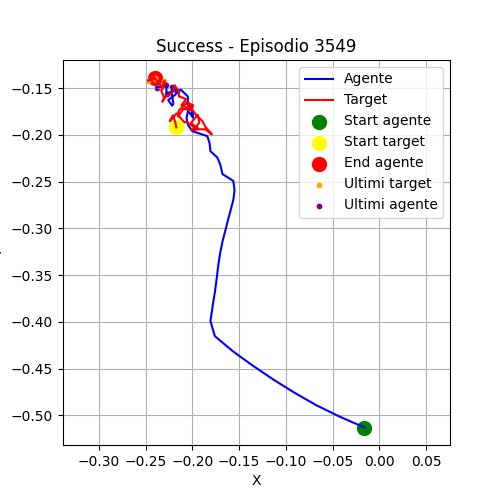 Success - Episodio 3549
Agente
Target
Start agente
Start target
End agente
Ultimi target
Ultimi agente
−0.15
−0.20
−0.25
−0.30
−0.35
−0.40
−0.45
−0.50
−0.30 −0.25 −0.20 −0.15 −0.10 −0.05 0.00 0.05
X